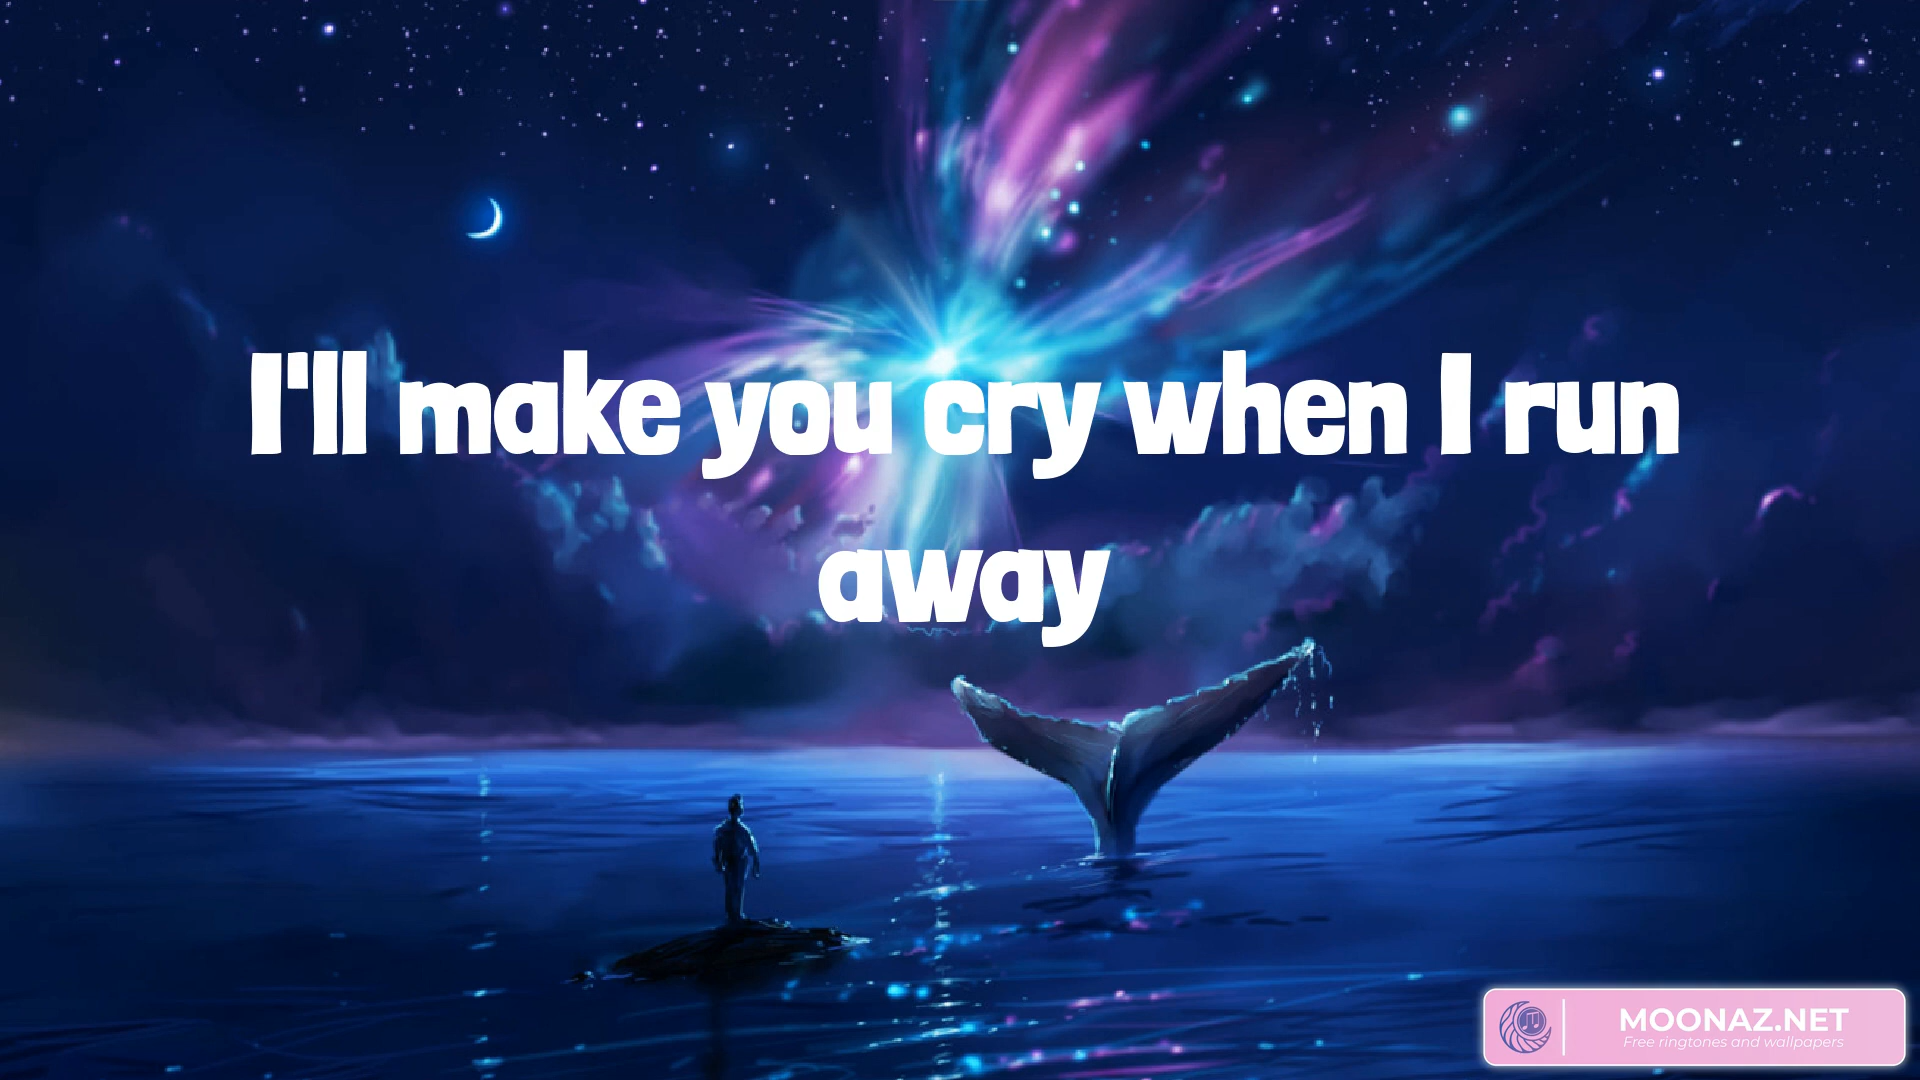 I'll make you cry when I run
away
MOONAZ.NET
Free ringtones and wallpapers